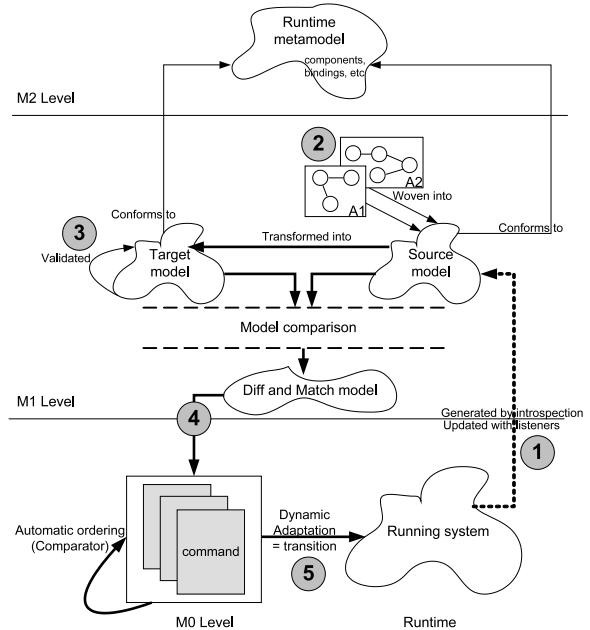 Runtime
metamodel
components,
bindings, etc
M2 Level
2
A2
A1
Woven into
Conforms to
3
Validated
Target
model
Transformed into
Source
model
Conforms to
Model comparison
Diff and Match model
M1 Level
4
Generated by introspection
Updated with listeners
1
Automatic ordering
(Comparator)
command
Dynamic
Adaptation
= transition
5
Running system
M0 Level
Runtime